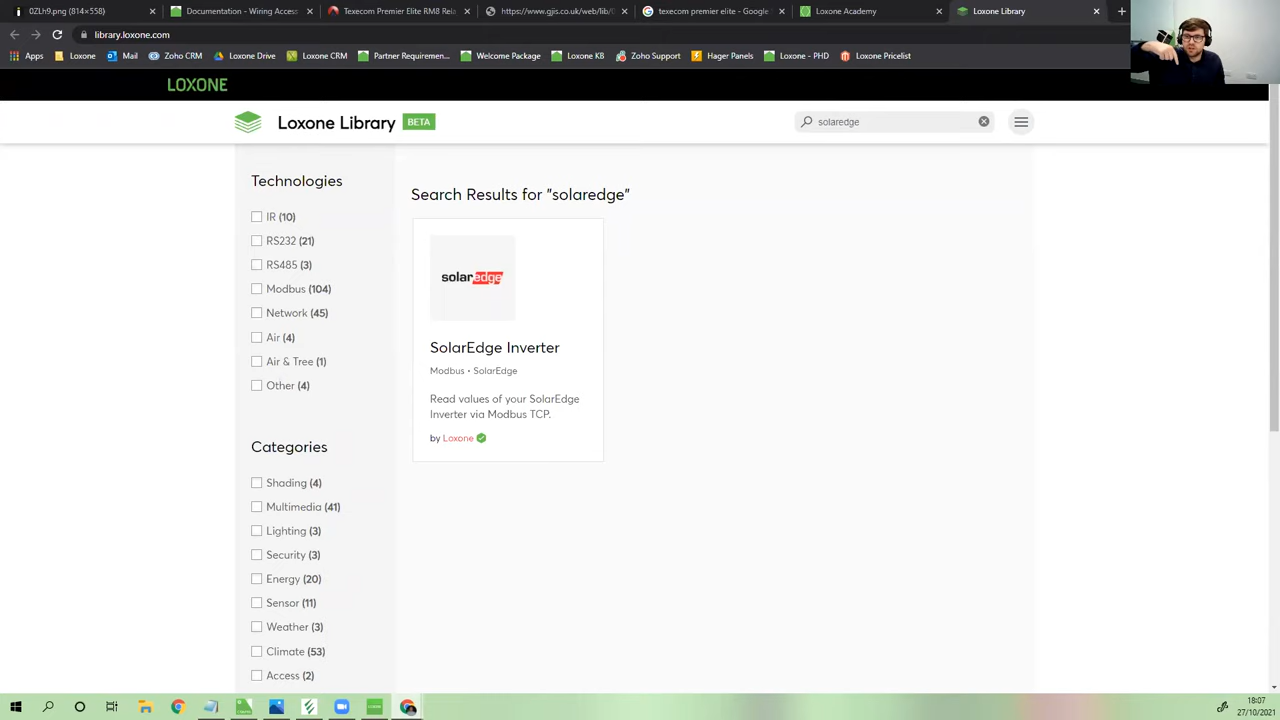 0ZLh9.png (814×558)
Documentation - Wiring Access
Texecom Premier Elite RM8 Rela
https://www.gjis.co.uk/web/lib/
texecom premier elite - Google
Loxone Academy
Loxone Library
library.loxone.com
Apps
Loxone
Mail
Zoho CRM
Loxone Drive
Loxone CRM
Partner Requiremen...
Welcome Package
Loxone KB
Zoho Support
Hager Panels
Loxone - PHD
Loxone Pricelist
LOXONE
Loxone Library BETA
solaredge
Technologies
IR (10)
RS232 (21)
RS485 (3)
Modbus (104)
Network (45)
Air (4)
Air & Tree (1)
Other (4)
Categories
Shading (4)
Multimedia (41)
Lighting (3)
Security (3)
Energy (20)
Sensor (11)
Weather (3)
Climate (53)
Access (2)
Search Results for "solaredge"
solaredge
SolarEdge Inverter
Modbus • SolarEdge
Read values of your SolarEdge
Inverter via Modbus TCP.
by Loxone
18:07
27/10/2021